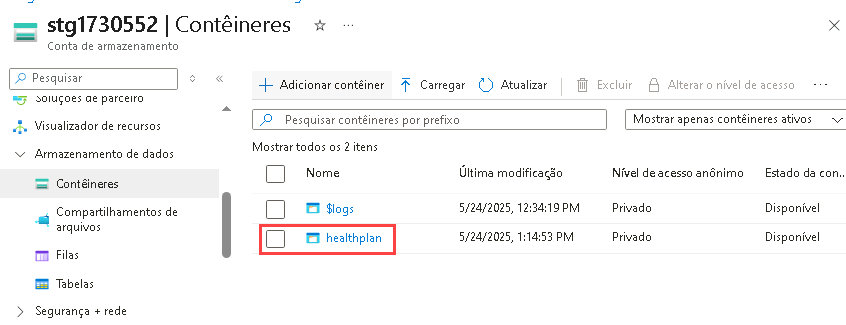 stg1730552 | Contêineres
Conta de armazenamento
Pesquisar
Soluções de parceiro
Visualizador de recursos
Armazenamento de dados
Contêineres
Compartilhamentos de
arquivos
Filas
Tabelas
Segurança + rede
Adicionar contêiner Carregar Atualizar Excluir Alterar o nível de acesso
Pesquisar contêineres por prefixo Mostrar apenas contêineres ativos
Mostrar todos os 2 itens
Nome Última modificação Nível de acesso anônimo Estado da con...
$logs 5/24/2025, 12:34:19 PM Privado Disponível
healthplan 5/24/2025, 1:14:53 PM Privado Disponível